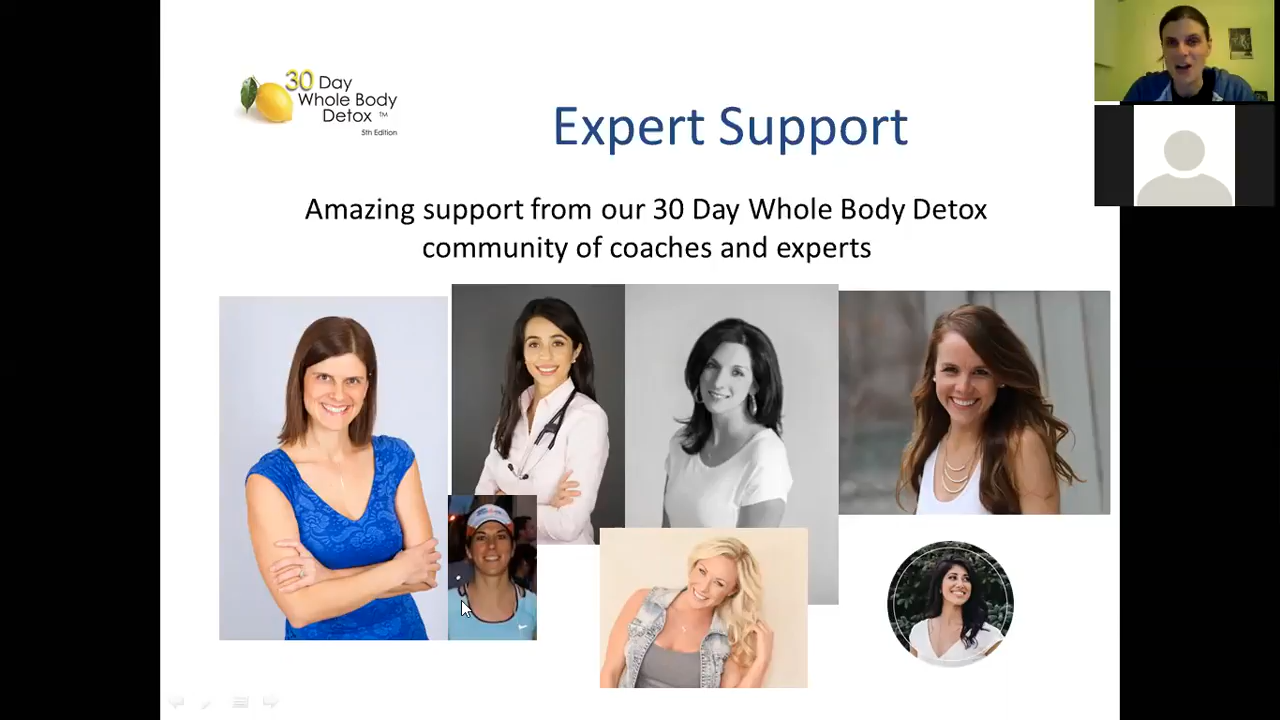 30 Day
Whole Body
Detox ™
5th Edition
Expert Support
Amazing support from our 30 Day Whole Body Detox
community of coaches and experts